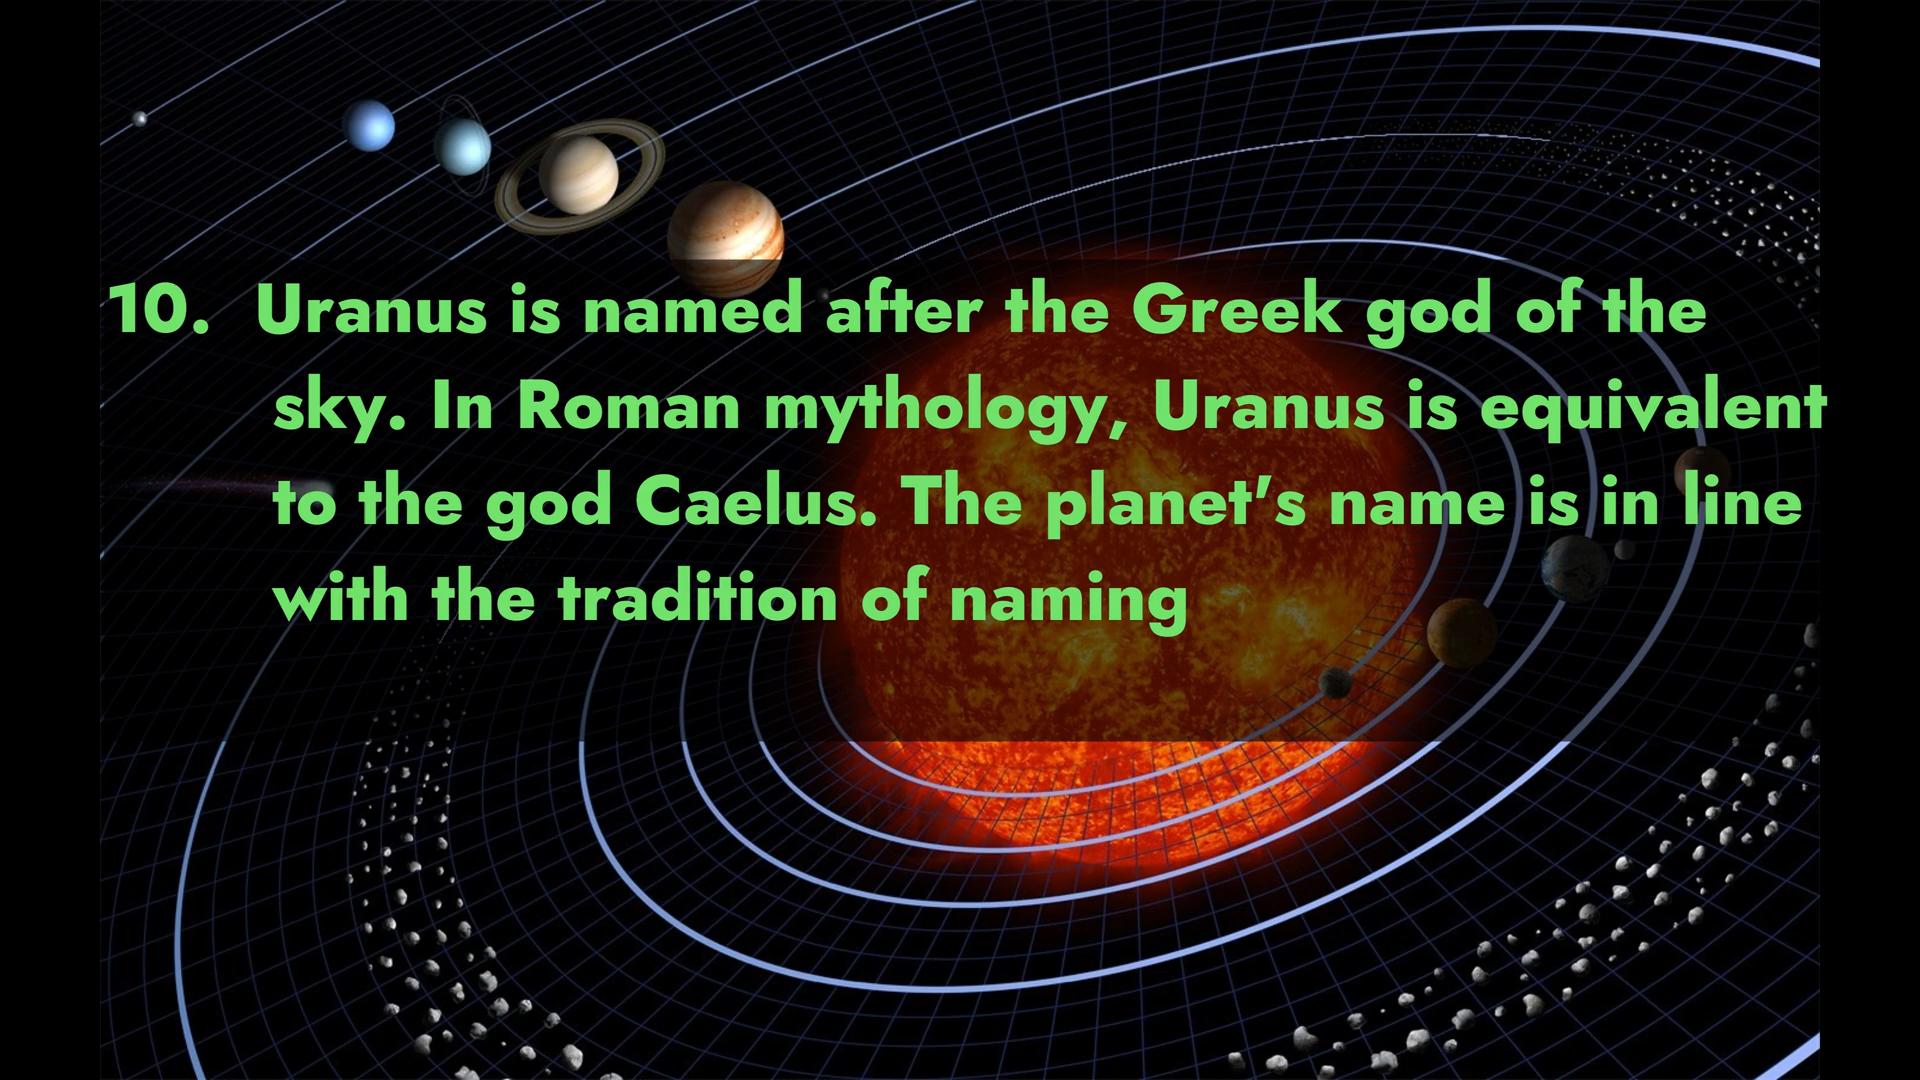 10. Uranus is named after the Greek god of the
sky. In Roman mythology, Uranus is equivalent
to the god Caelus. The planet's name is in line
with the tradition of naming